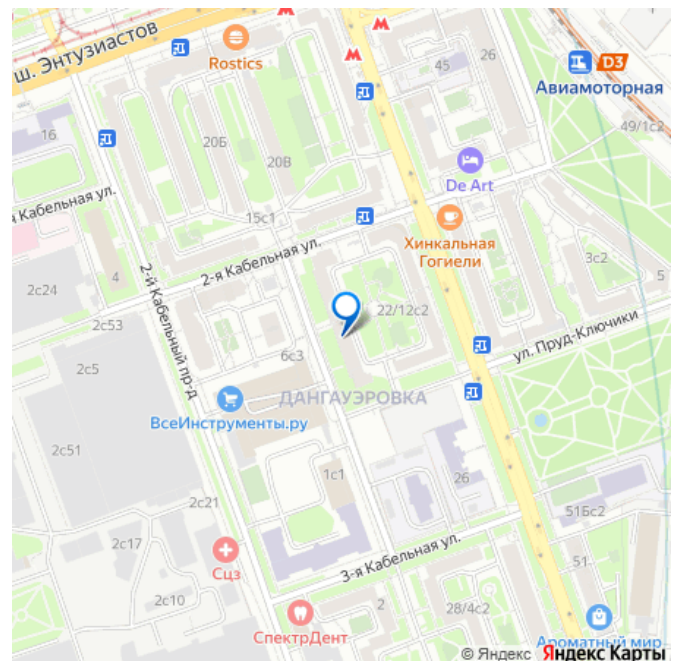 ш. Энтузиастов
Rostics
D3
Авиамоторная
45
26
49/1с2
16
20Б
20В
De Art
я Кабельная ул.
15с1
Хинкальная
Гогиели
2-я Кабельная ул.
3с2
5
4
2с24
2-й Кабельный пр-д
22/12с2
2с53
ул. Пруд-Ключики
6с3
2с5
ДАНГАУЭРОВКА
ВсеИнструменты.ру
2с51
1с1
26
2с21
51Бс2
2с17
Сцз
3-я Кабельная ул.
51
2с10
2
28/4с2
СпектрДент
Ароматный мир
© Яндекс Яндекс Карты